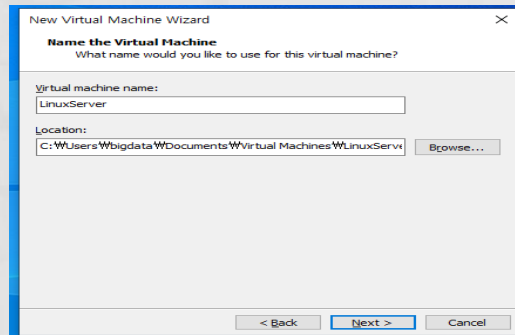 New Virtual Machine Wizard
Name the Virtual Machine
What name would you like to use for this virtual machine?
Virtual machine name:
LinuxServer
Location:
C:₩Users₩bigdata₩Documents₩Virtual Machines₩LinuxServe
Browse...
< Back Next > Cancel